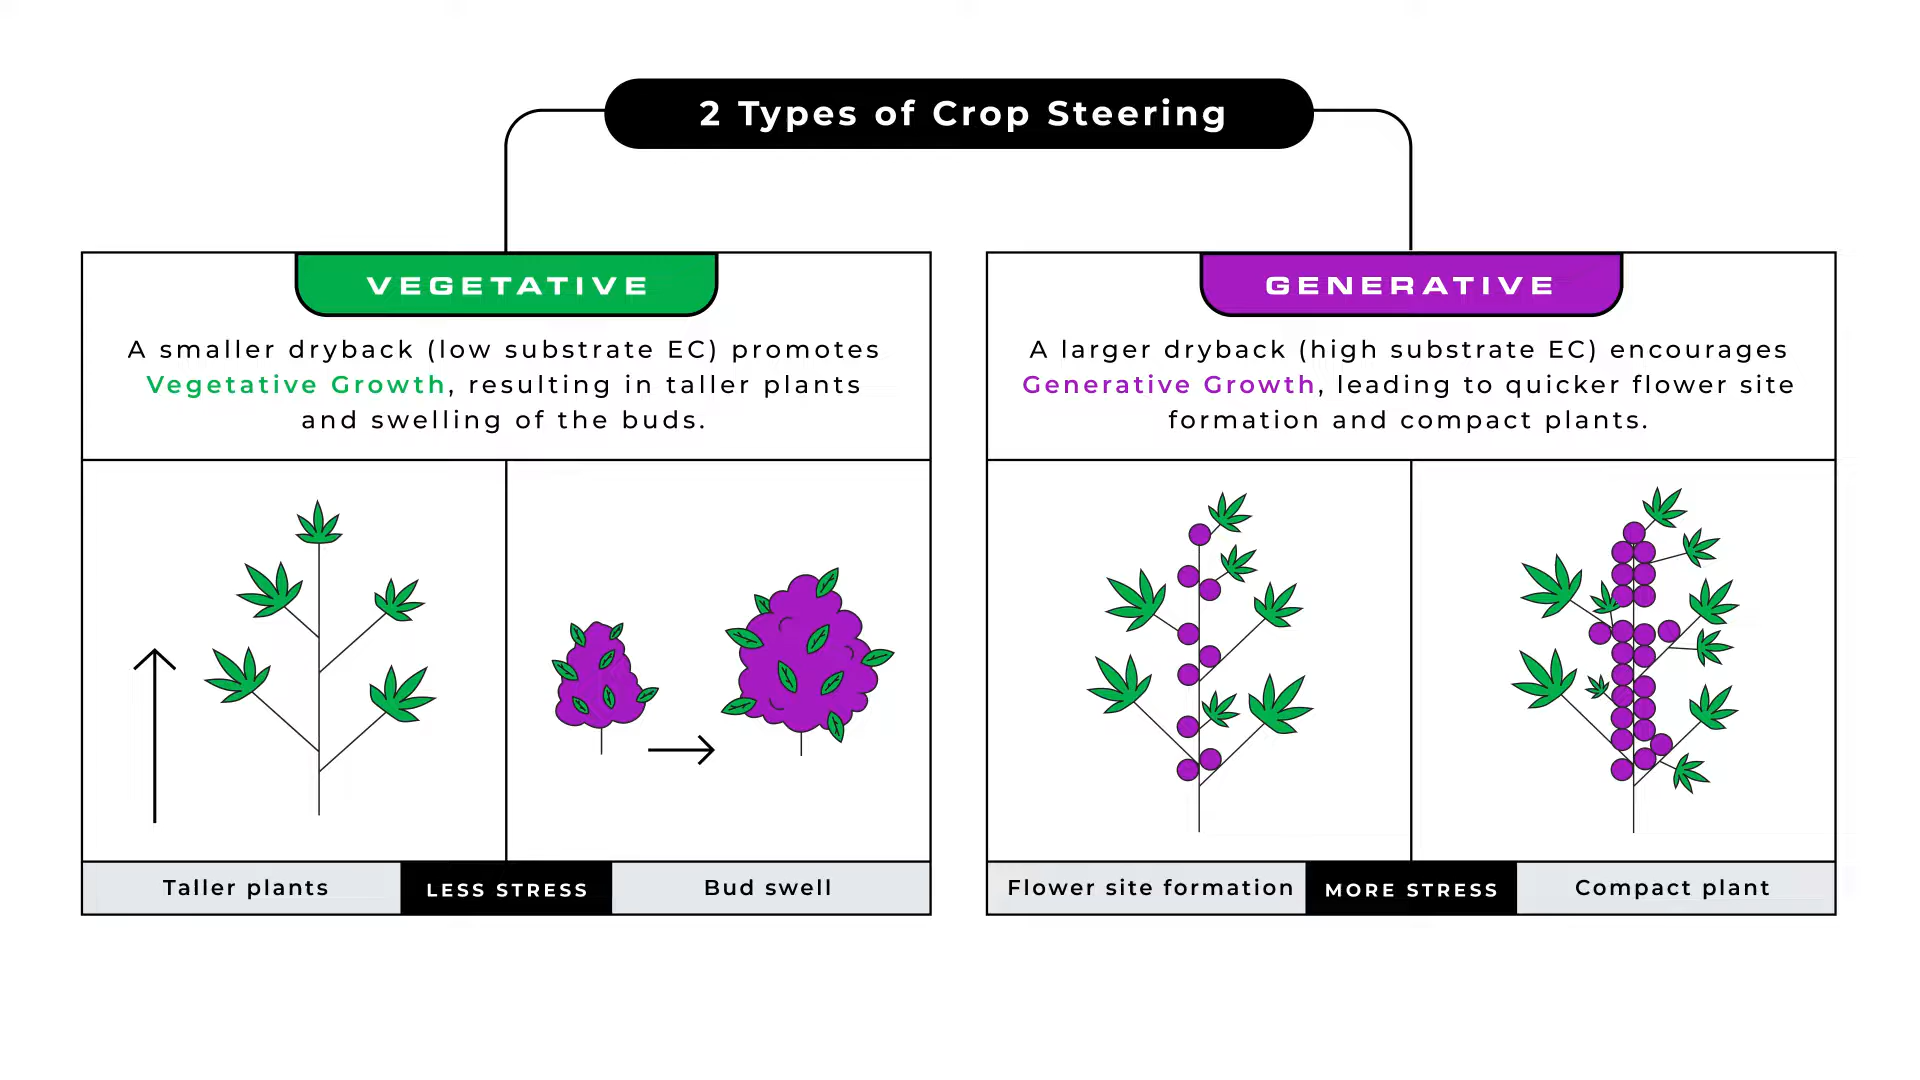 2 Types of Crop Steering
VEGETATIVE
A smaller dryback (low substrate EC) promotes
Vegetative Growth, resulting in taller plants
and swelling of the buds.
Taller plants
LESS STRESS
Bud swell
GENERATIVE
A larger dryback (high substrate EC) encourages
Generative Growth, leading to quicker flower site
formation and compact plants.
Flower site formation
MORE STRESS
Compact plant